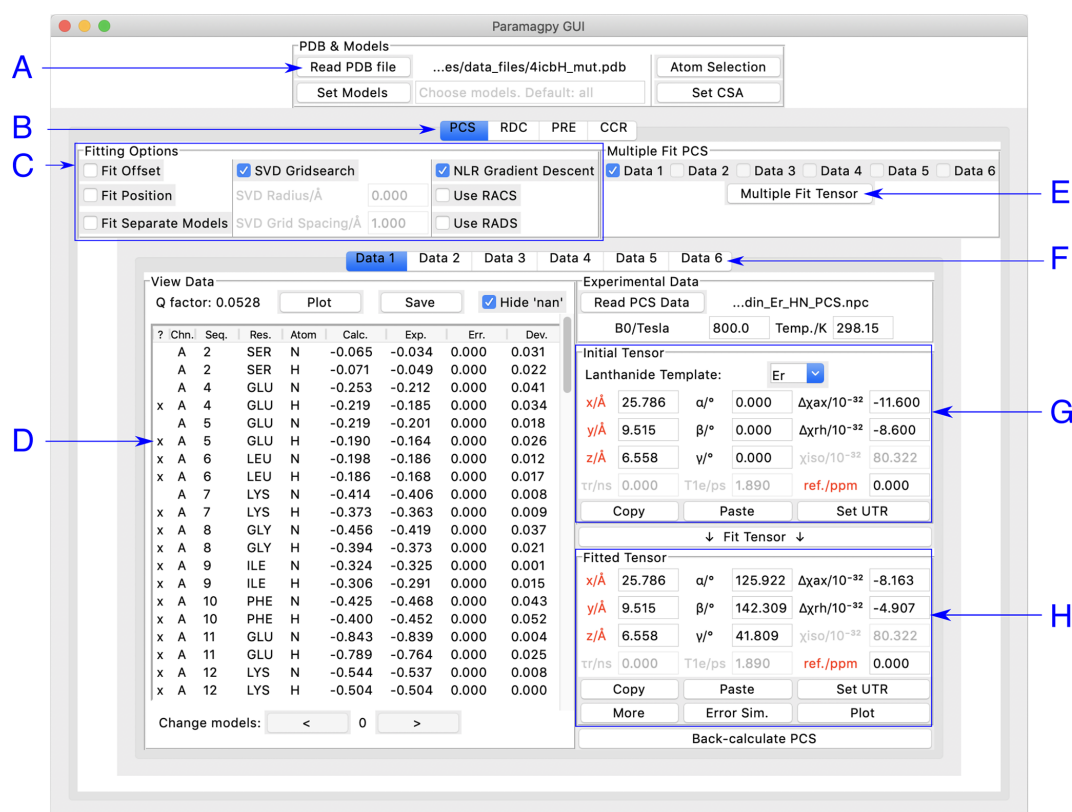 Paramagpy GUI
PDB & Models
A
Read PDB file ...es/data_files/4icbH_mut.pdb Atom Selection
Set Models Choose models. Default: all Set CSA
B
PCS RDC PRE CCR
C
Fitting Options
Fit Offset SVD Gridsearch NLR Gradient Descent
Fit Position SVD Radius/Å 0.000 Use RACS
Fit Separate Models SVD Grid Spacing/Å 1.000 Use RADS
Multiple Fit PCS
Data 1 Data 2 Data 3 Data 4 Data 5 Data 6
Multiple Fit Tensor
E
Data 1 Data 2 Data 3 Data 4 Data 5 Data 6
F
View Data
Q factor: 0.0528 Plot Save Hide 'nan'
? Chn. Seq. Res. Atom Calc. Exp. Err. Dev.
A 2 SER N -0.065 -0.034 0.000 0.031
A 2 SER H -0.071 -0.049 0.000 0.022
A 4 GLU N -0.253 -0.212 0.000 0.041
x A 4 GLU H -0.219 -0.185 0.000 0.034
A 5 GLU N -0.219 -0.201 0.000 0.018
x A 5 GLU H -0.190 -0.164 0.000 0.026
x A 6 LEU N -0.198 -0.186 0.000 0.012
x A 6 LEU H -0.186 -0.168 0.000 0.017
A 7 LYS N -0.414 -0.406 0.000 0.008
x A 7 LYS H -0.373 -0.363 0.000 0.009
x A 8 GLY N -0.456 -0.419 0.000 0.037
x A 8 GLY H -0.394 -0.373 0.000 0.021
x A 9 ILE N -0.324 -0.325 0.000 0.001
x A 9 ILE H -0.306 -0.291 0.000 0.015
x A 10 PHE N -0.425 -0.468 0.000 0.043
x A 10 PHE H -0.400 -0.452 0.000 0.052
x A 11 GLU N -0.843 -0.839 0.000 0.004
x A 11 GLU H -0.789 -0.764 0.000 0.025
x A 12 LYS N -0.544 -0.537 0.000 0.008
x A 12 LYS H -0.504 -0.504 0.000 0.000
D
Change models: < 0 >
Experimental Data
Read PCS Data ...din_Er_HN_PCS.npc
B0/Tesla 800.0 Temp./K 298.15
Initial Tensor
Lanthanide Template: Er
x/Å 25.786 α/° 0.000 Δχax/10⁻³² -11.600
y/Å 9.515 β/° 0.000 Δχrh/10⁻³² -8.600
z/Å 6.558 γ/° 0.000 χiso/10⁻³² 80.322
τr/ns 0.000 T1e/ps 1.890 ref./ppm 0.000
Copy Paste Set UTR
G
↓ Fit Tensor ↓
Fitted Tensor
x/Å 25.786 α/° 125.922 Δχax/10⁻³² -8.163
y/Å 9.515 β/° 142.309 Δχrh/10⁻³² -4.907
z/Å 6.558 γ/° 41.809 χiso/10⁻³² 80.322
τr/ns 0.000 T1e/ps 1.890 ref./ppm 0.000
Copy Paste Set UTR
More Error Sim. Plot
H
Back-calculate PCS